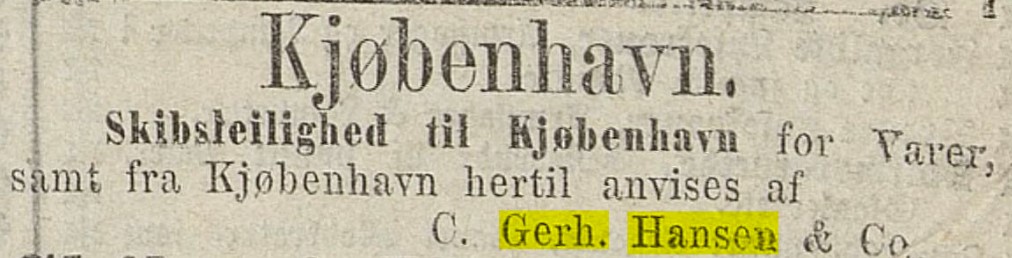 Kjøbenhavn.
Skibsleilighed til Kjøbenhavn for Varer,
samt fra Kjøbenhavn hertil anvises af
C. Gerh. Hansen & Co